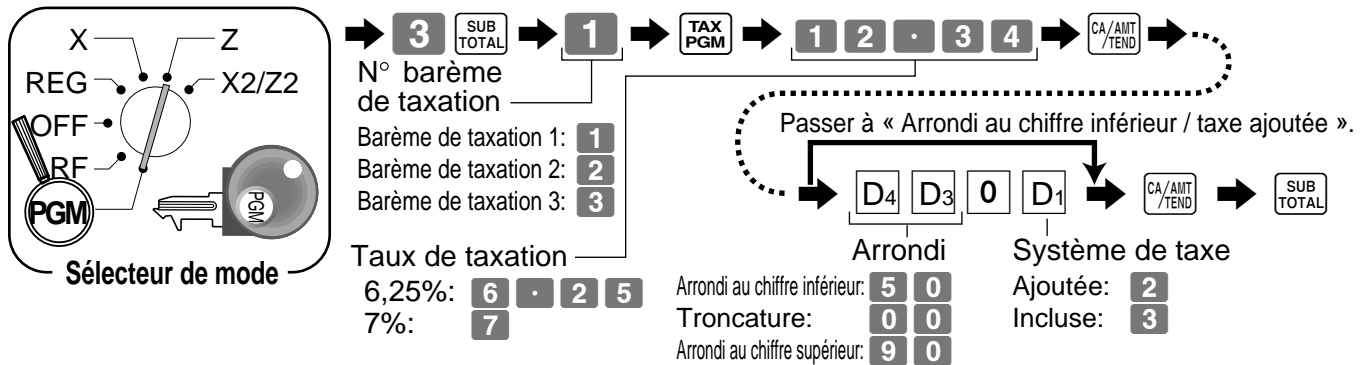 X Z
REG X2/Z2
OFF
RF
PGM
PGM
Sélecteur de mode
3 SUB TOTAL 1 TAX PGM 1 2 · 3 4 CA/AMT /TEND
N° barème
de taxation
Barème de taxation 1: 1
Barème de taxation 2: 2
Barème de taxation 3: 3
Taux de taxation
6,25%: 6 · 2 5
7%: 7
Passer à « Arrondi au chiffre inférieur / taxe ajoutée ».
D4 D3 0 D1 CA/AMT /TEND SUB TOTAL
Arrondi
Arrondi au chiffre inférieur: 5 0
Troncature: 0 0
Arrondi au chiffre supérieur: 9 0
Système de taxe
Ajoutée: 2
Incluse: 3